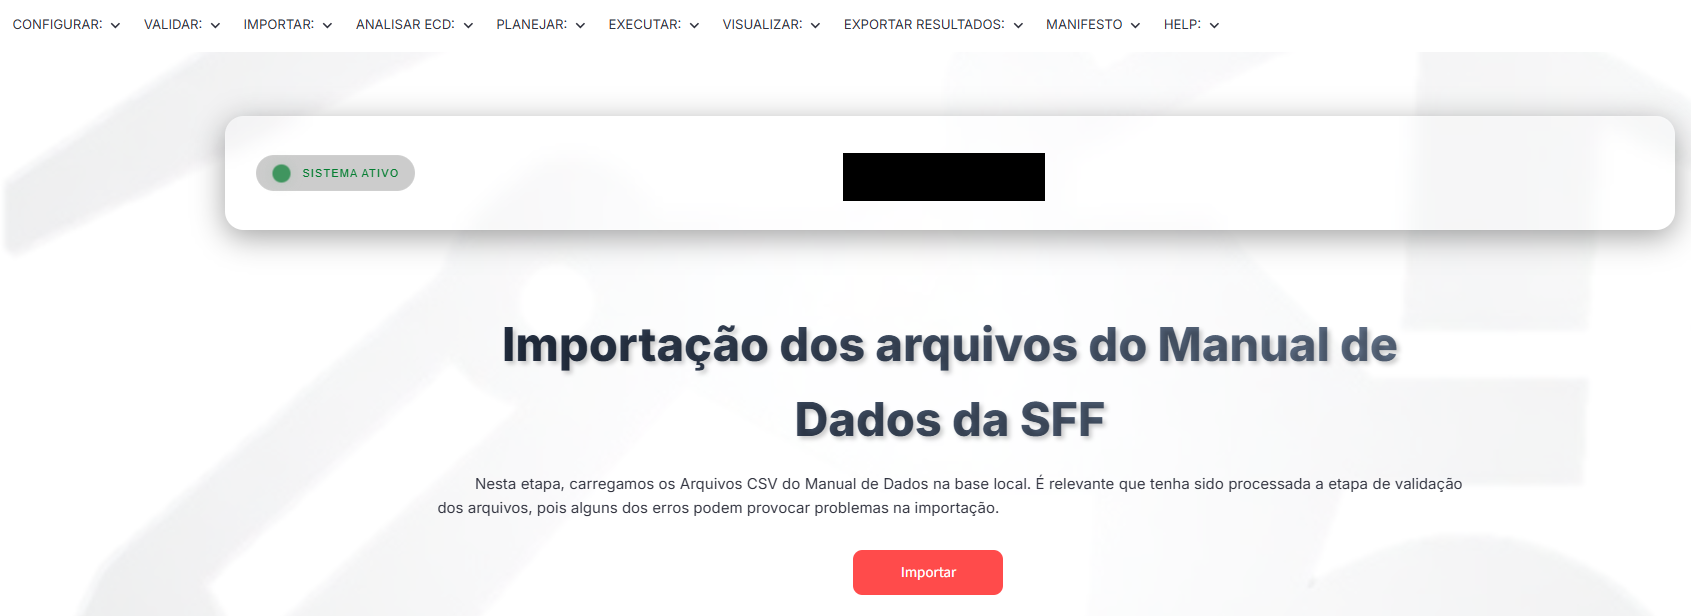 CONFIGURAR: VALIDAR: IMPORTAR: ANALISAR ECD: PLANEJAR: EXECUTAR: VISUALIZAR: EXPORTAR RESULTADOS: MANIFESTO HELP:
SISTEMA ATIVO
Importação dos arquivos do Manual de
Dados da SFF
Nesta etapa, carregamos os Arquivos CSV do Manual de Dados na base local. É relevante que tenha sido processada a etapa de validação
dos arquivos, pois alguns dos erros podem provocar problemas na importação.
Importar